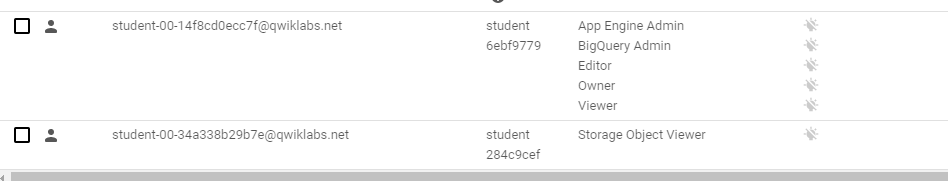 student-00-14f8cd0ecc7f@qwiklabs.net student App Engine Admin
6ebf9779 BigQuery Admin
Editor
Owner
Viewer
student-00-34a338b29b7e@qwiklabs.net student Storage Object Viewer
284c9cef